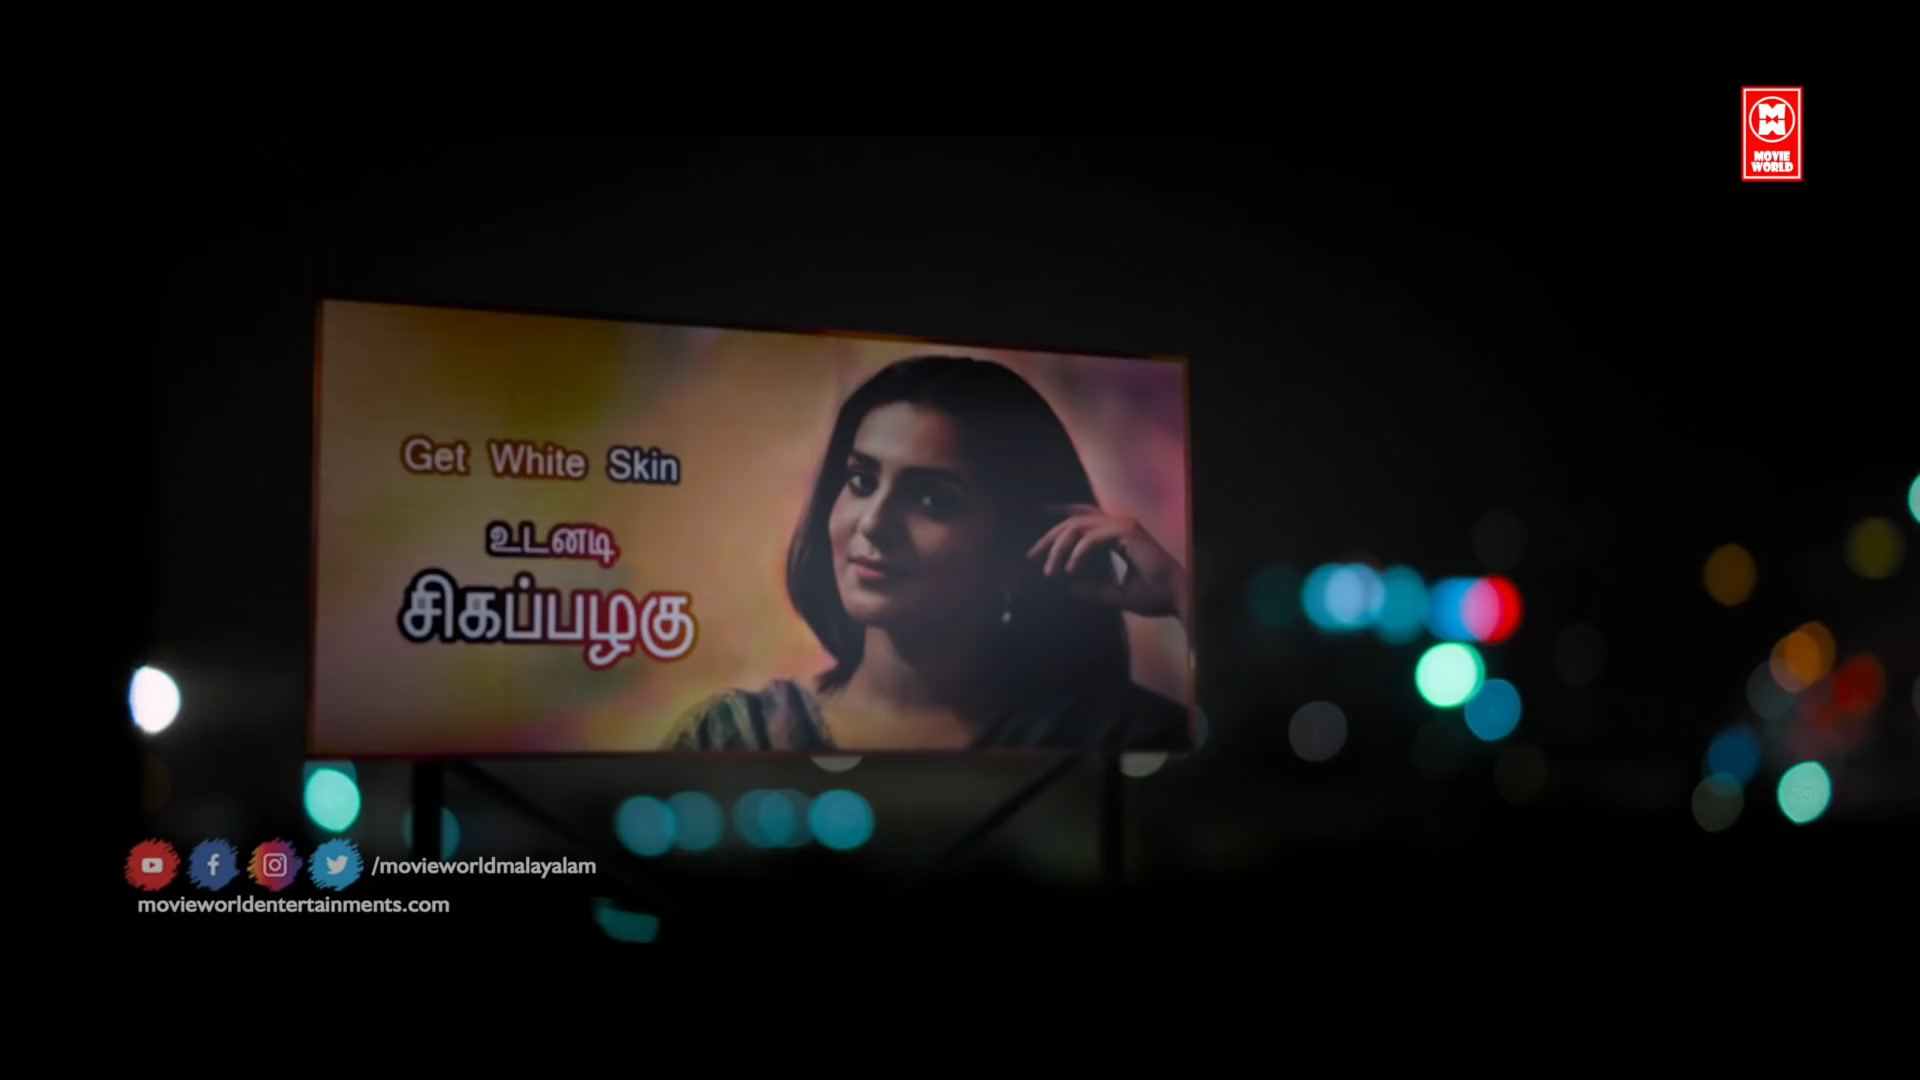 MOVIE
WORLD
Get White Skin
உடனடி
சிகப்பழகு
/movieworldmalayalam
movieworldentertainments.com